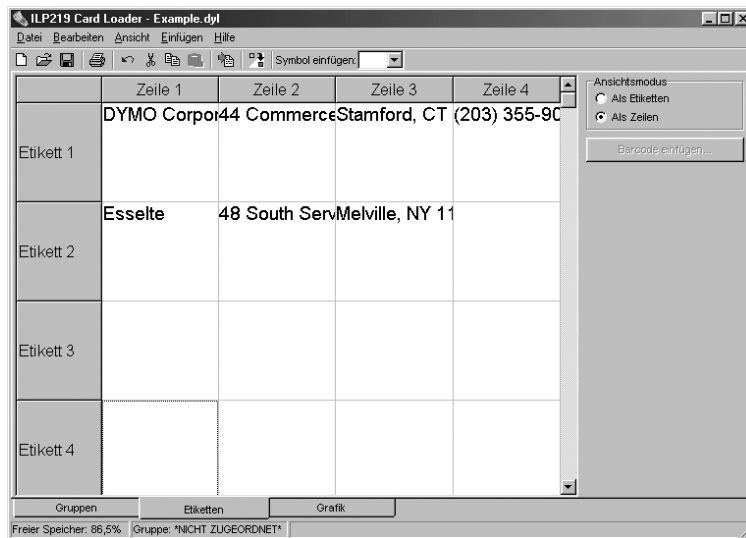 ILP219 Card Loader - Example.dyl
Datei Bearbeiten Ansicht Einfügen Hilfe
Symbol einfügen:
Zeile 1 Zeile 2 Zeile 3 Zeile 4
Etikett 1 DYMO Corpor 44 Commerce Stamford, CT (203) 355-90
Etikett 2 Esselte 48 South Serv Melville, NY 11
Etikett 3
Etikett 4
Ansichtsmodus
Als Etiketten
Als Zeilen
Barcode einfügen...
Gruppen Etiketten Grafik
Freier Speicher: 86,5% Gruppe: *NICHT ZUGEORDNET*